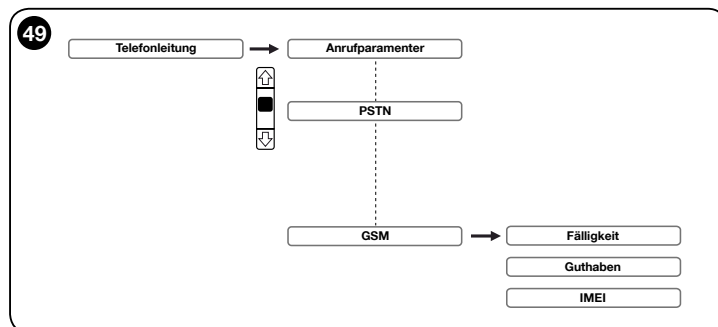 49
Telefonleitung
Anrufparamenter
PSTN
GSM
Fälligkeit
Guthaben
IMEI